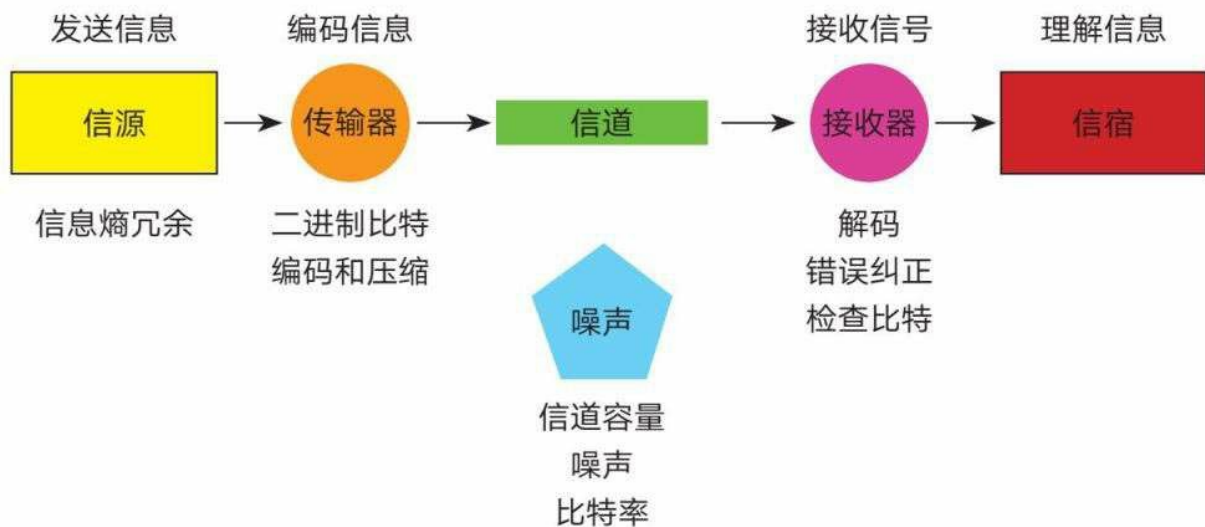 发送信息
编码信息
接收信号
理解信息
信源
传输器
信道
接收器
信宿
信息熵冗余
二进制比特
编码和压缩
解码
错误纠正
检查比特
噪声
信道容量
噪声
比特率